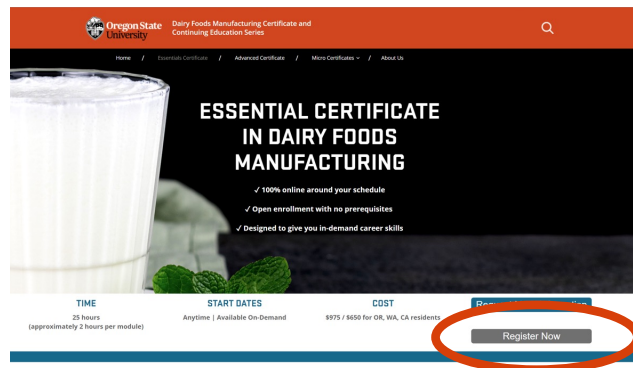 Oregon State
University
Dairy Foods Manufacturing Certificate and
Continuing Education Series
Home / Essentials Certificate / Advanced Certificate / Micro Certificates / About Us
ESSENTIAL CERTIFICATE
IN DAIRY FOODS
MANUFACTURING
✓ 100% online around your schedule
✓ Open enrollment with no prerequisites
✓ Designed to give you in-demand career skills
TIME
25 hours
(approximately 2 hours per module)
START DATES
Anytime | Available On-Demand
COST
$975 / $650 for OR, WA, CA residents
Register Now